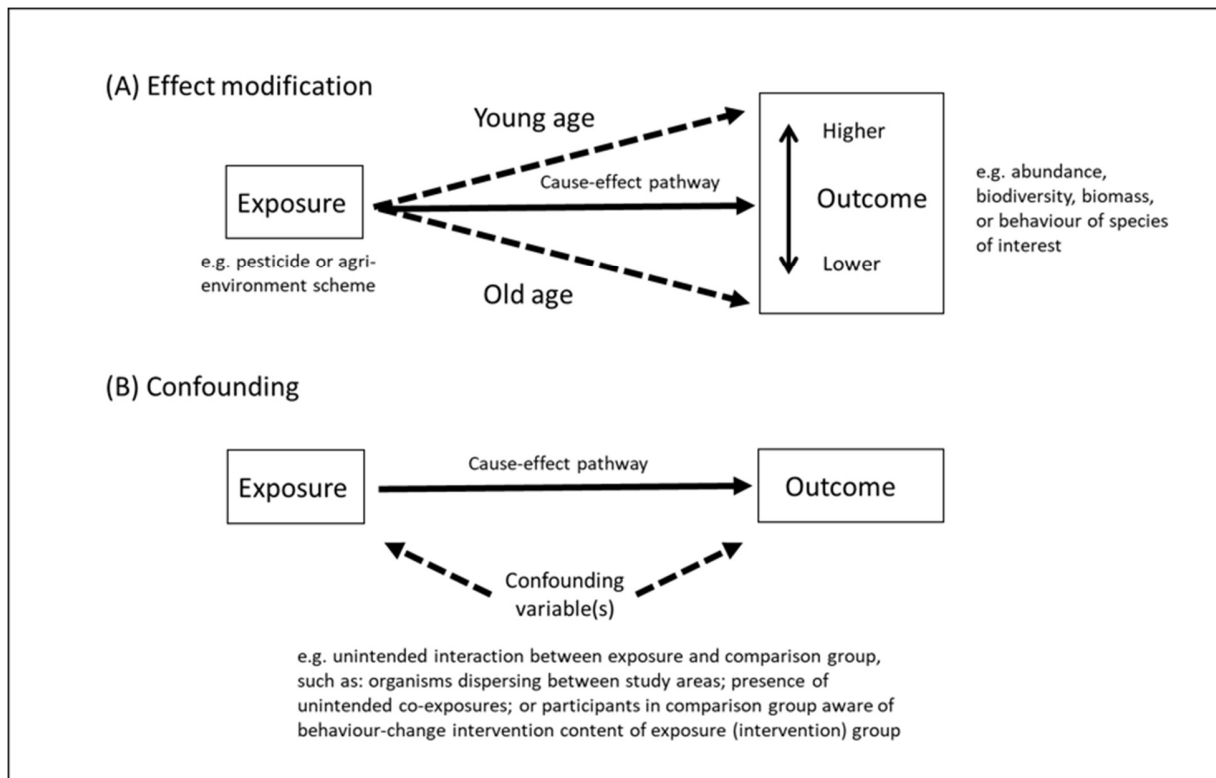 (A) Effect modification
Young age
Higher
Cause-effect pathway
Exposure
Outcome
e.g. abundance,
biodiversity, biomass,
or behaviour of species
of interest
e.g. pesticide or agri-
environment scheme
Lower
Old age
(B) Confounding
Cause-effect pathway
Exposure
Outcome
Confounding
variable(s)
e.g. unintended interaction between exposure and comparison group,
such as: organisms dispersing between study areas; presence of
unintended co-exposures; or participants in comparison group aware of
behaviour-change intervention content of exposure (intervention) group